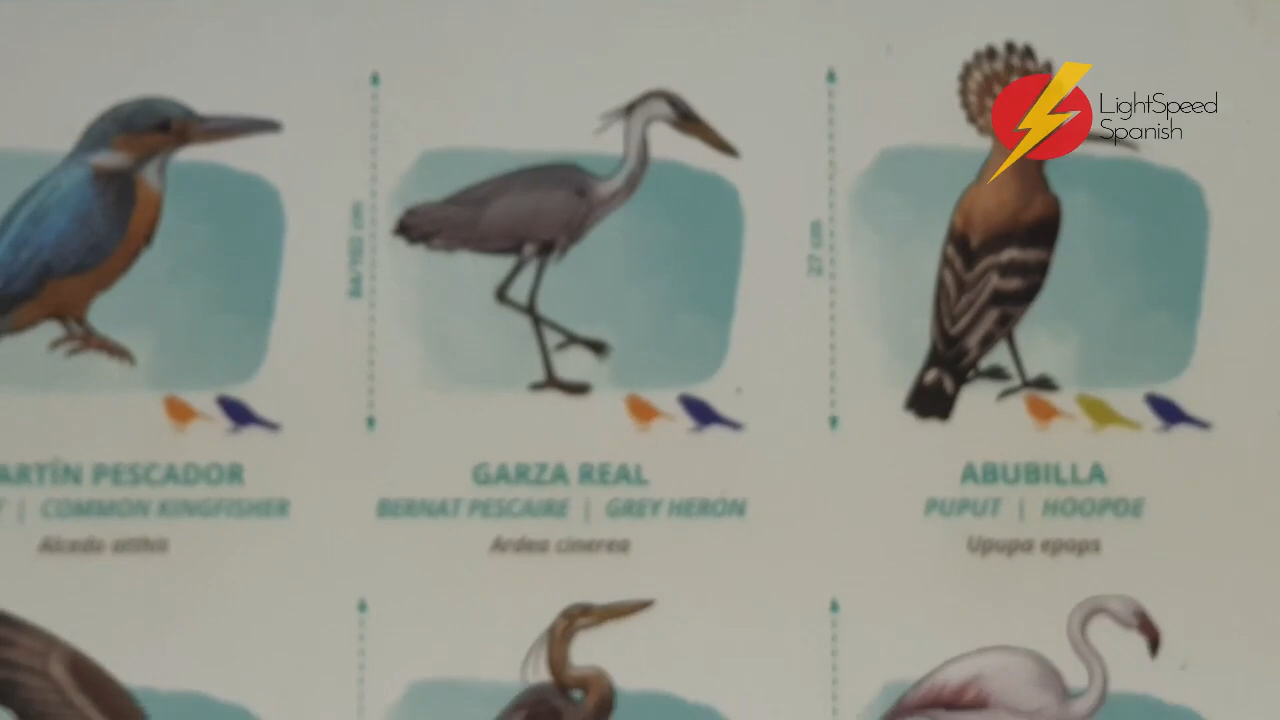 LightSpeed
Spanish
27 cm
ARTÍN PESCADOR
COMMON KINGFISHER
Alcedo atthis
GARZA REAL
BERNAT PESCAIRE | GREY HERON
Ardea cinerea
ABUBILLA
PUPUT | HOOPOE
Upupa epops